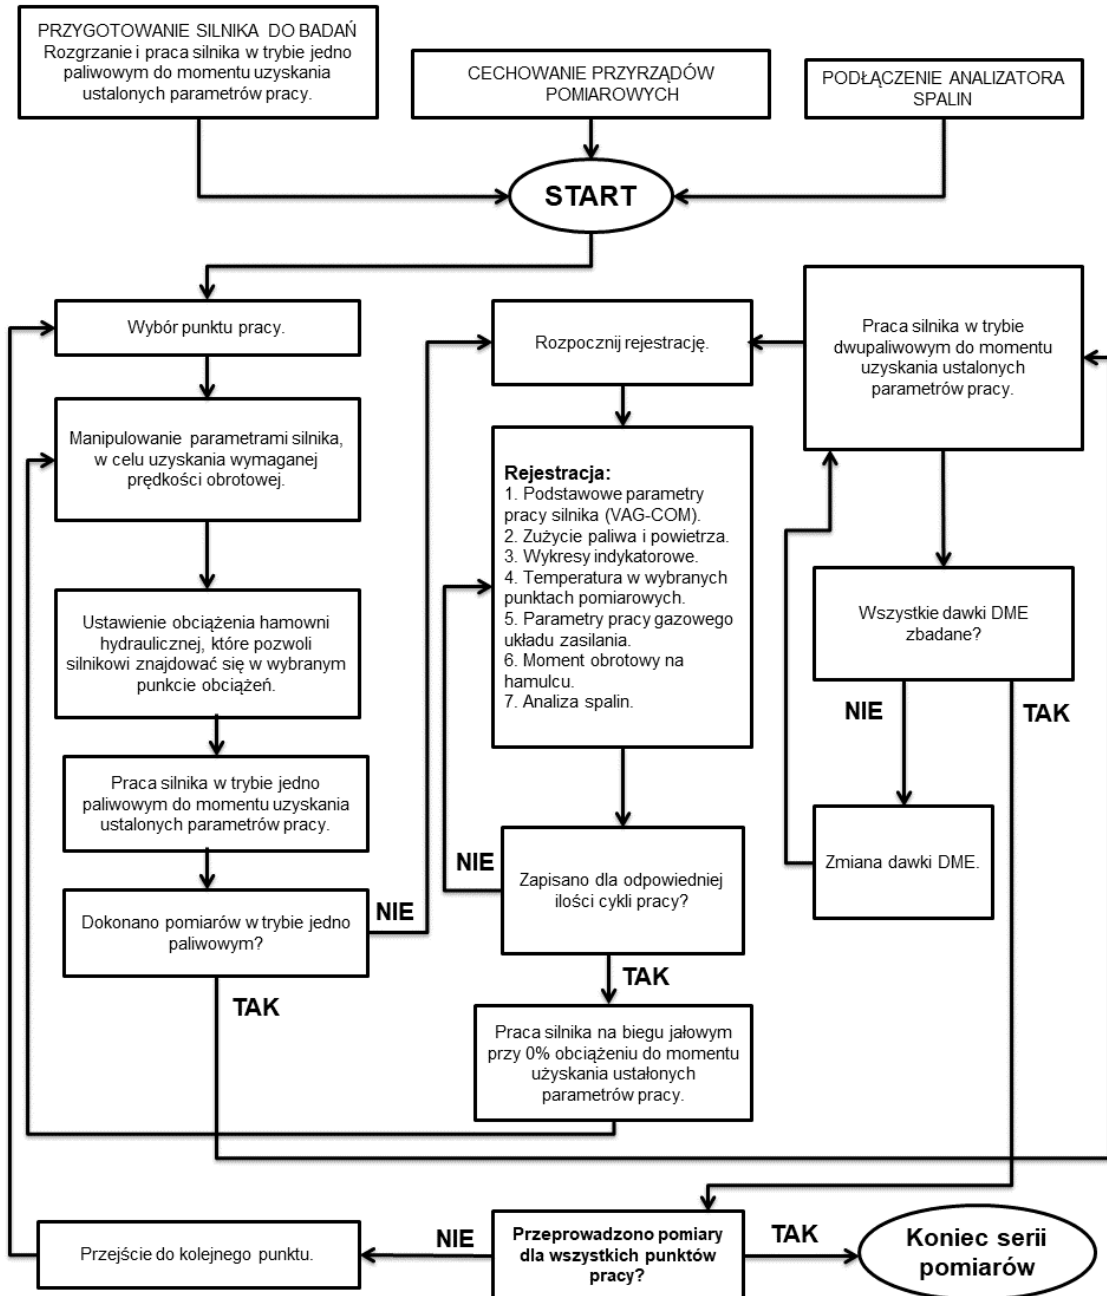 PRZYGOTOWANIE SILNIKA DO BADAŃ
Rozgrzanie i praca silnika w trybie jedno
paliwowym do momentu uzyskania
ustalonych parametrów pracy.
CECHOWANIE PRZYRZĄDÓW
POMIAROWYCH
PODŁĄCZENIE ANALIZATORA
SPALIN
START
Wybór punktu pracy.
Manipulowanie parametrami silnika,
w celu uzyskania wymaganej
prędkości obrotowej.
Ustawienie obciążenia hamowni
hydraulicznej, które pozwoli
silnikowi znajdować się w wybranym
punkcie obciążeń.
Praca silnika w trybie jedno
paliwowym do momentu uzyskania
ustalonych parametrów pracy.
Dokonano pomiarów w trybie jedno
paliwowym?
NIE
TAK
Rozpocznij rejestrację.
Rejestracja:
1. Podstawowe parametry
pracy silnika (VAG-COM).
2. Zużycie paliwa i powietrza.
3. Wykresy indykatorowe.
4. Temperatura w wybranych
punktach pomiarowych.
5. Parametry pracy gazowego
układu zasilania.
6. Moment obrotowy na
hamulcu.
7. Analiza spalin.
NIE
Zapisano dla odpowiedniej
ilości cykli pracy?
TAK
Praca silnika na biegu jałowym
przy 0% obciążeniu do momentu
użyskania ustałonych
parametrów pracy.
Praca silnika w trybie
dwupaliwowym do momentu
uzyskania ustalonych
parametrów pracy.
Wszystkie dawki DME
zbadane?
NIE
TAK
Zmiana dawki DME.
Przejście do kolejnego punktu.
NIE
Przeprowadzono pomiary
dla wszystkich punktów
pracy?
TAK
Koniec serii
pomiarów